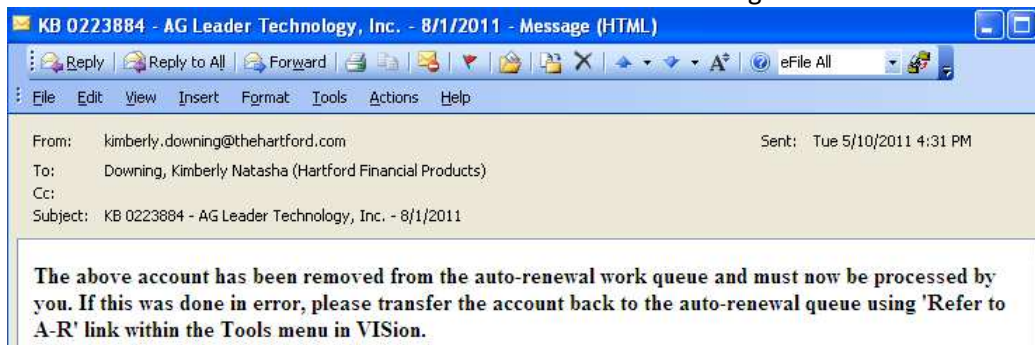 KB 0223884 - AG Leader Technology, Inc. - 8/1/2011 - Message (HTML)
Reply Reply to All Forward eFile All
File Edit View Insert Format Tools Actions Help
From: kimberly.downing@thehartford.com Sent: Tue 5/10/2011 4:31 PM
To: Downing, Kimberly Natasha (Hartford Financial Products)
Cc:
Subject: KB 0223884 - AG Leader Technology, Inc. - 8/1/2011
The above account has been removed from the auto-renewal work queue and must now be processed by
you. If this was done in error, please transfer the account back to the auto-renewal queue using 'Refer to
A-R' link within the Tools menu in VISion.